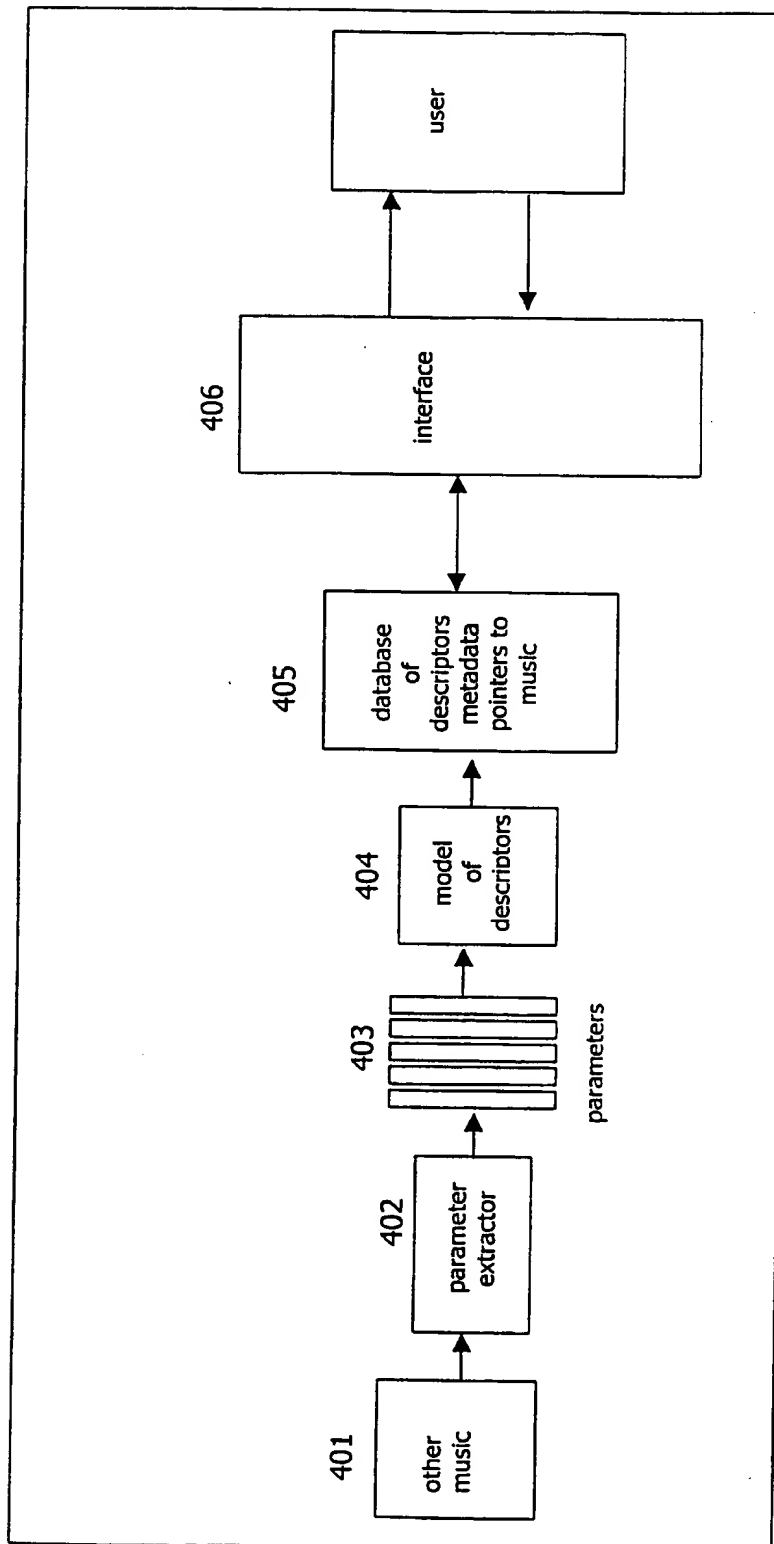 401
other
music
402
parameter
extractor
403
parameters
404
model
of
descriptors
405
database
of
descriptors
metadata
pointers to
music
406
interface
user